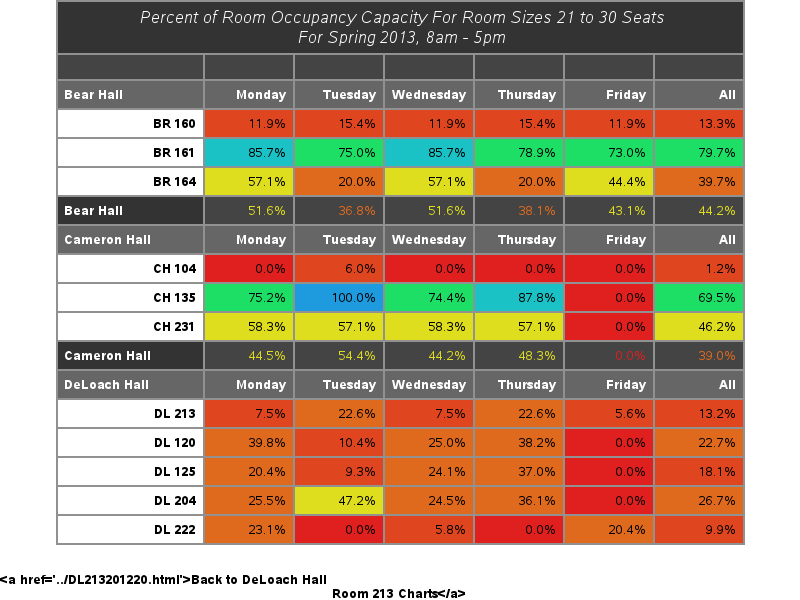 Percent of Room Occupancy Capacity For Room Sizes 21 to 30 Seats
For Spring 2013, 8am - 5pm
Bear Hall Monday Tuesday Wednesday Thursday Friday All
BR 160 11.9% 15.4% 11.9% 15.4% 11.9% 13.3%
BR 161 85.7% 75.0% 85.7% 78.9% 73.0% 79.7%
BR 164 57.1% 20.0% 57.1% 20.0% 44.4% 39.7%
Bear Hall 51.6% 36.8% 51.6% 38.1% 43.1% 44.2%
Cameron Hall Monday Tuesday Wednesday Thursday Friday All
CH 104 0.0% 6.0% 0.0% 0.0% 0.0% 1.2%
CH 135 75.2% 100.0% 74.4% 87.8% 0.0% 69.5%
CH 231 58.3% 57.1% 58.3% 57.1% 0.0% 46.2%
Cameron Hall 44.5% 54.4% 44.2% 48.3% 0.0% 39.0%
DeLoach Hall Monday Tuesday Wednesday Thursday Friday All
DL 213 7.5% 22.6% 7.5% 22.6% 5.6% 13.2%
DL 120 39.8% 10.4% 25.0% 38.2% 0.0% 22.7%
DL 125 20.4% 9.3% 24.1% 37.0% 0.0% 18.1%
DL 204 25.5% 47.2% 24.5% 36.1% 0.0% 26.7%
DL 222 23.1% 0.0% 5.8% 0.0% 20.4% 9.9%
<a href='../DL213201220.html'>Back to DeLoach Hall
Room 213 Charts</a>